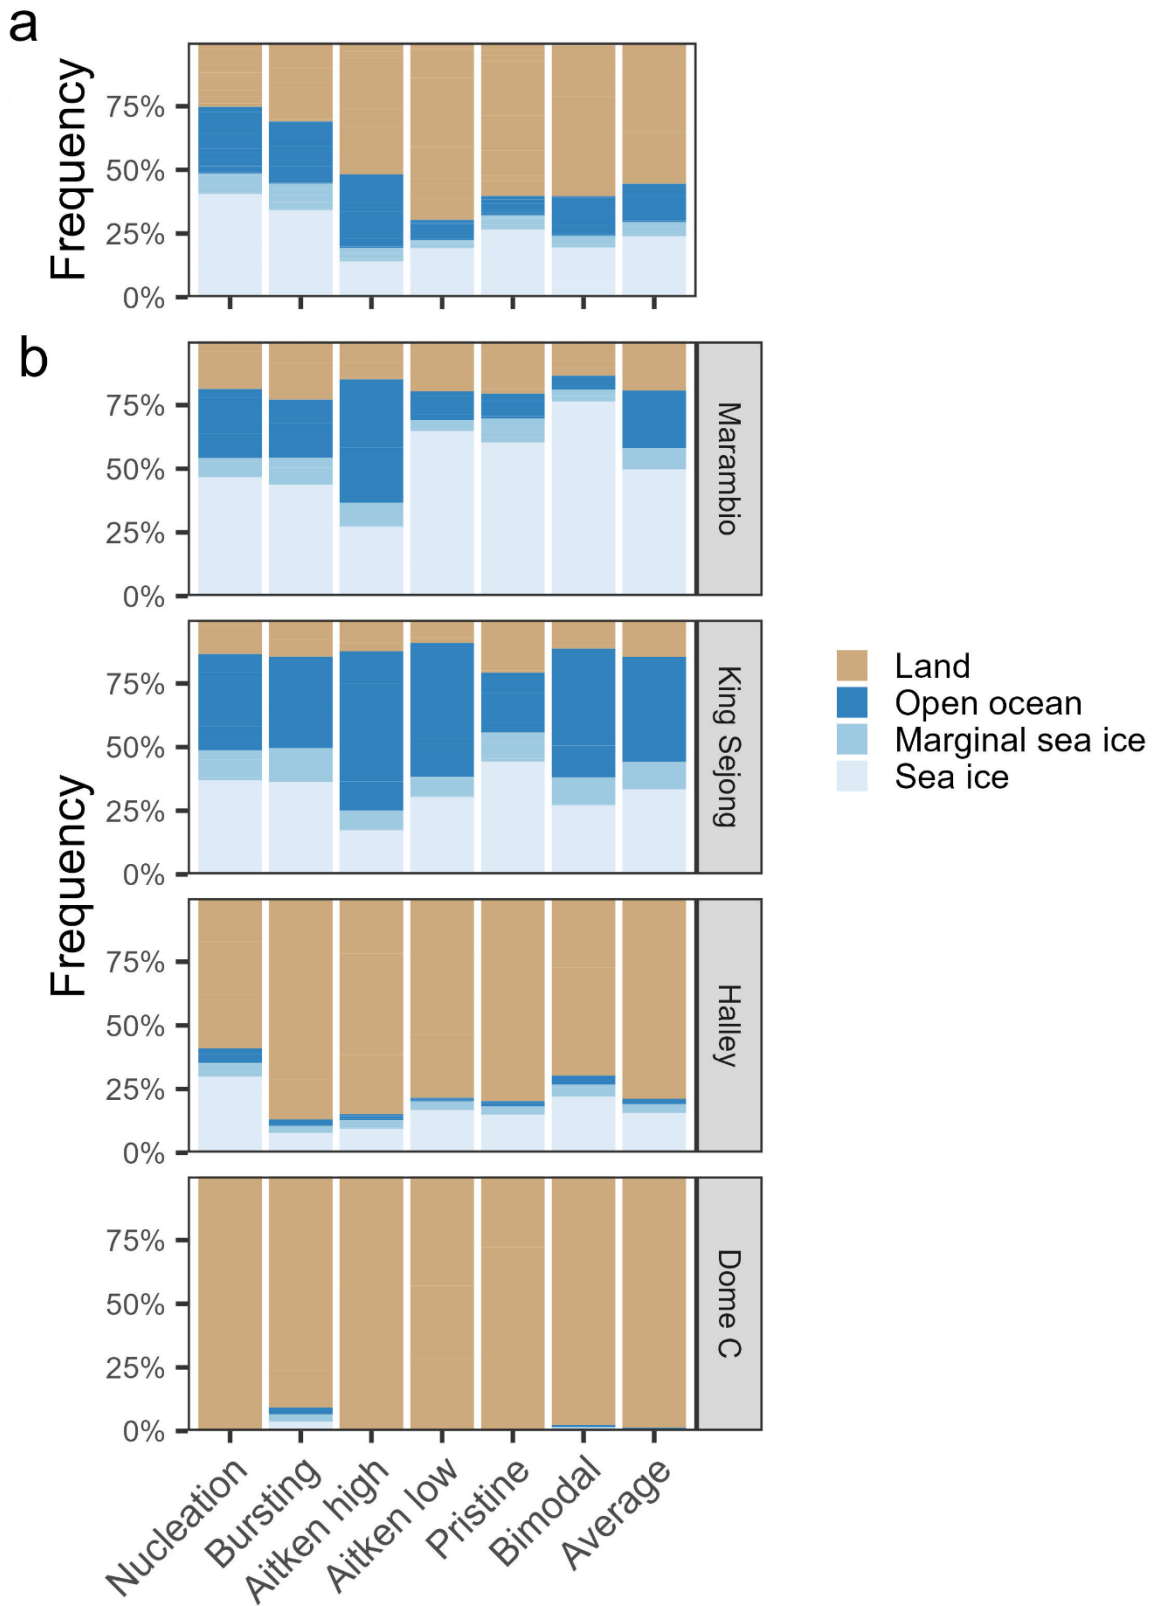 a
Frequency
75%
50%
25%
0%
b
75%
50%
25%
0%
Marambio
Frequency
75%
50%
25%
0%
King Sejong
Land
Open ocean
Marginal sea ice
Sea ice
75%
50%
25%
0%
Halley
75%
50%
25%
0%
Dome C
Nucleation
Bursting
Aitken high
Aitken low
Pristine
Bimodal
Average